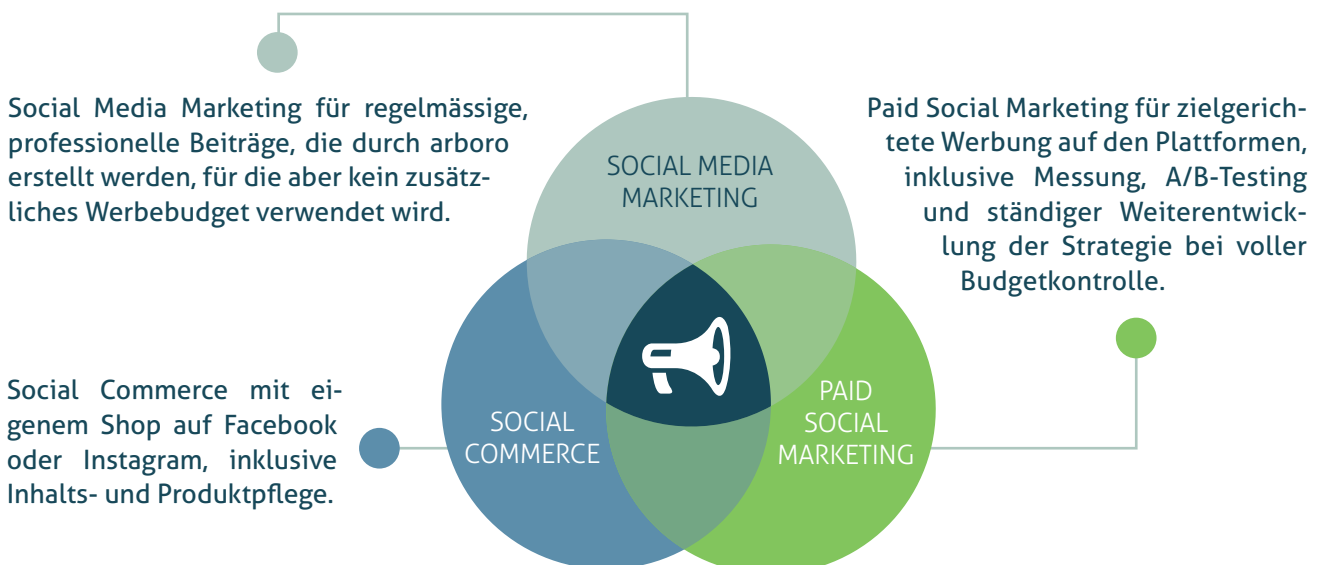 Social Media Marketing für regelmässige,
professionelle Beiträge, die durch arboro
erstellt werden, für die aber kein zusätz-
liches Werbebudget verwendet wird.
SOCIAL MEDIA
MARKETING
Paid Social Marketing für zielgerich-
tete Werbung auf den Plattformen,
inklusive Messung, A/B-Testing
und ständiger Weiterentwick-
lung der Strategie bei voller
Budgetkontrolle.
Social Commerce mit ei-
genem Shop auf Facebook
oder Instagram, inklusive
Inhalts- und Produktpflege.
SOCIAL
COMMERCE
PAID
SOCIAL
MARKETING